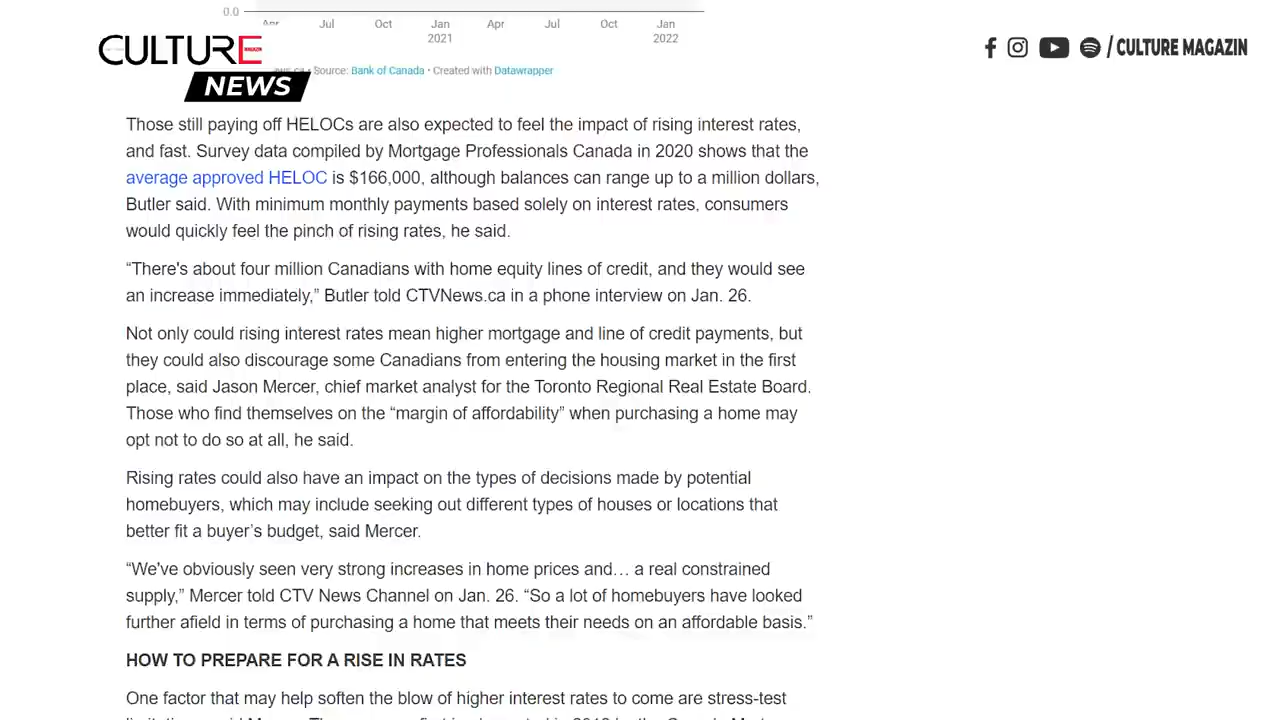 0.0
Apr Jul Oct Jan Apr Jul Oct Jan
2021 2022
CULTURE
NEWS
/ CULTURE MAGAZIN
Source: Bank of Canada • Created with Datawrapper
Those still paying off HELOCs are also expected to feel the impact of rising interest rates,
and fast. Survey data compiled by Mortgage Professionals Canada in 2020 shows that the
average approved HELOC is $166,000, although balances can range up to a million dollars,
Butler said. With minimum monthly payments based solely on interest rates, consumers
would quickly feel the pinch of rising rates, he said.
“There's about four million Canadians with home equity lines of credit, and they would see
an increase immediately,” Butler told CTVNews.ca in a phone interview on Jan. 26.
Not only could rising interest rates mean higher mortgage and line of credit payments, but
they could also discourage some Canadians from entering the housing market in the first
place, said Jason Mercer, chief market analyst for the Toronto Regional Real Estate Board.
Those who find themselves on the “margin of affordability” when purchasing a home may
opt not to do so at all, he said.
Rising rates could also have an impact on the types of decisions made by potential
homebuyers, which may include seeking out different types of houses or locations that
better fit a buyer’s budget, said Mercer.
“We've obviously seen very strong increases in home prices and… a real constrained
supply,” Mercer told CTV News Channel on Jan. 26. “So a lot of homebuyers have looked
further afield in terms of purchasing a home that meets their needs on an affordable basis.”
HOW TO PREPARE FOR A RISE IN RATES
One factor that may help soften the blow of higher interest rates to come are stress-test